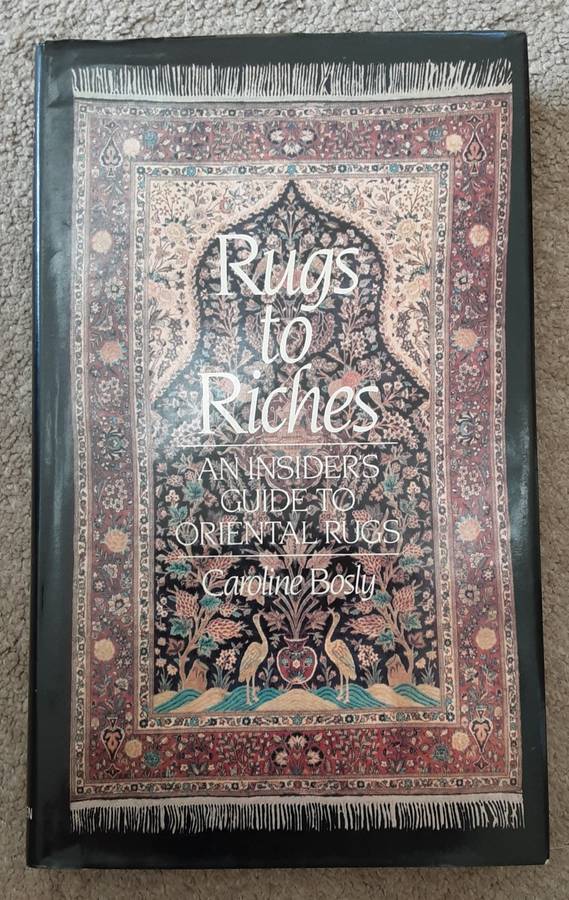 Rugs
to
Riches
AN INSIDER'S
GUIDE TO
ORIENTAL RUGS
Caroline Bosly